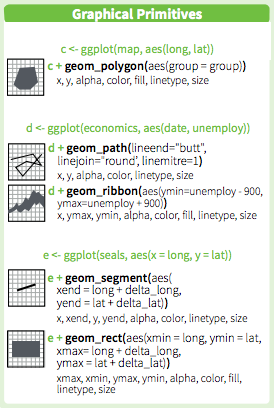 Graphical Primitives
c <- ggplot(map, aes(long, lat))
c + geom_polygon(aes(group = group))
x, y, alpha, color, fill, linetype, size
d <- ggplot(economics, aes(date, unemploy))
d + geom_path(lineend="butt",
linejoin="round', linemitre=1)
x, y, alpha, color, linetype, size
d + geom_ribbon(aes(ymin=unemploy - 900,
ymax=unemploy + 900))
x, ymax, ymin, alpha, color, fill, linetype, size
e <- ggplot(seals, aes(x = long, y = lat))
e + geom_segment(aes(
xend = long + delta_long,
yend = lat + delta_lat))
x, xend, y, yend, alpha, color, linetype, size
e + geom_rect(aes(xmin = long, ymin = lat,
xmax= long + delta_long,
ymax = lat + delta_lat))
xmax, xmin, ymax, ymin, alpha, color, fill,
linetype, size